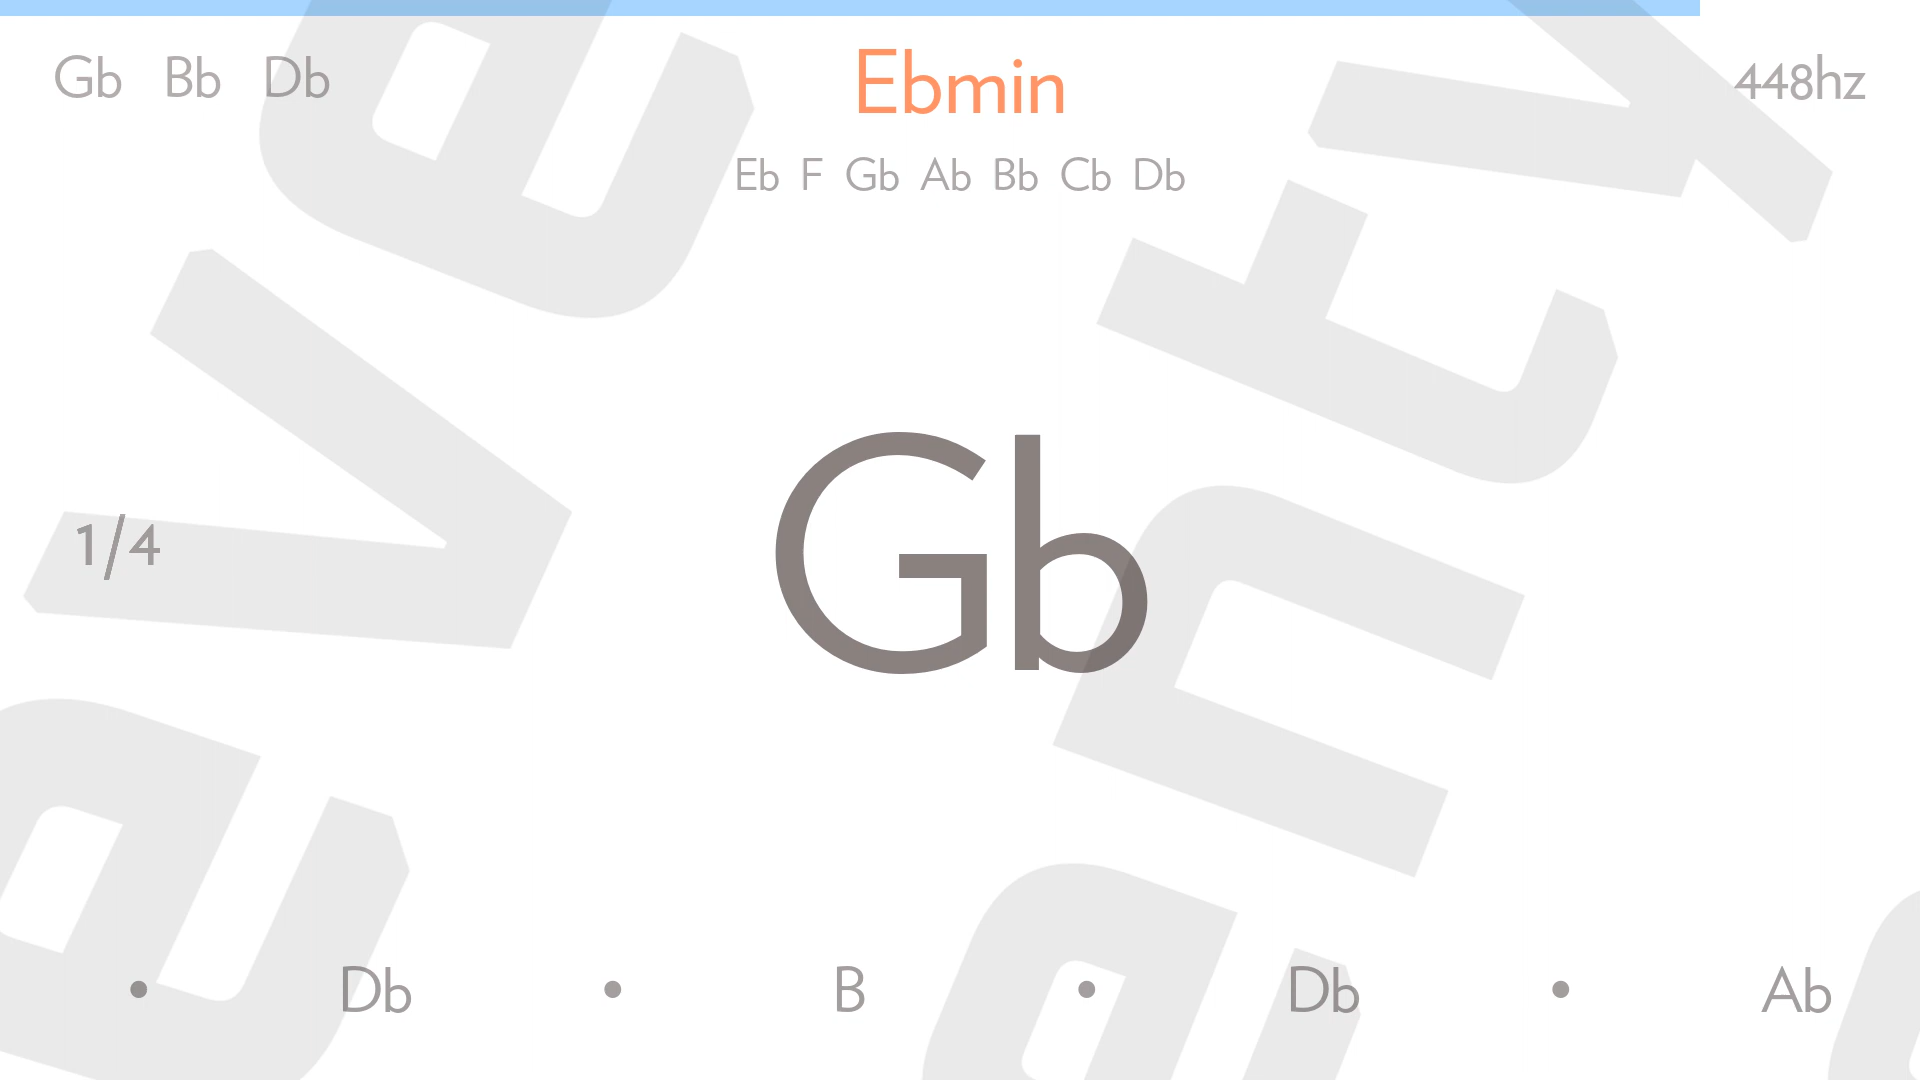 Gb Bb Db
Ebmin
448hz
Eb F Gb Ab Bb Cb Db
Gb
1/4
• Db • B • Db • Ab